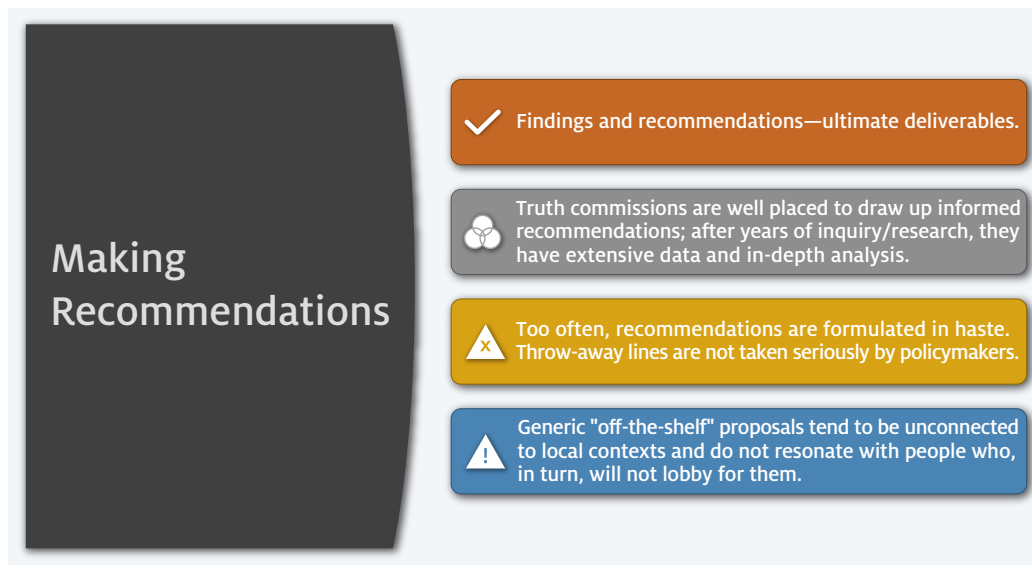 Making
Recommendations
Findings and recommendations—ultimate deliverables.
Truth commissions are well placed to draw up informed
recommendations; after years of inquiry/research, they
have extensive data and in-depth analysis.
x
Too often, recommendations are formulated in haste.
Throw-away lines are not taken seriously by policymakers.
!
Generic "off-the-shelf" proposals tend to be unconnected
to local contexts and do not resonate with people who,
in turn, will not lobby for them.